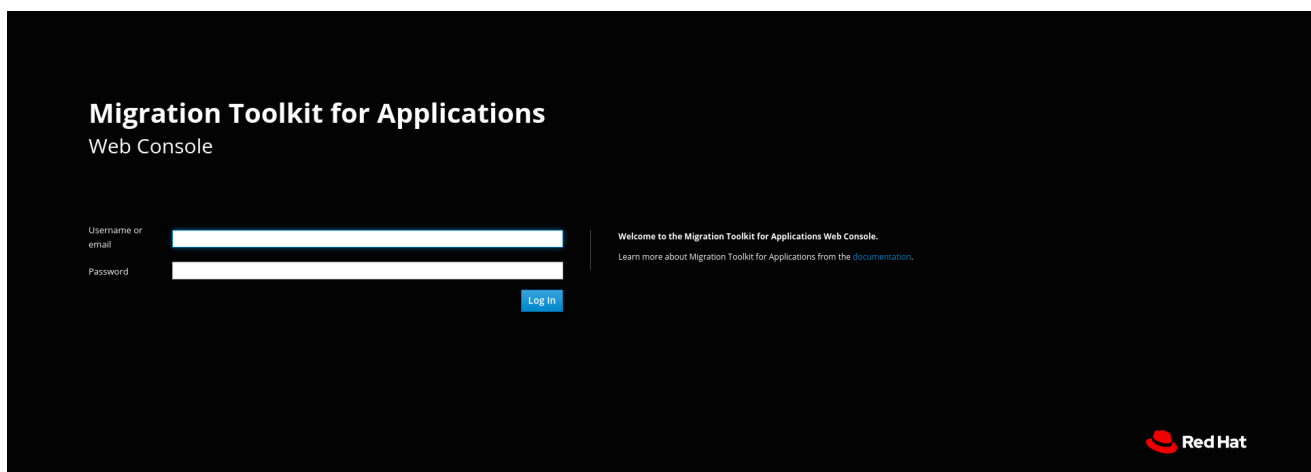 Migration Toolkit for Applications
Web Console
Username or
email
Password
Log In
Welcome to the Migration Toolkit for Applications Web Console.
Learn more about Migration Toolkit for Applications from the documentation.
Red Hat